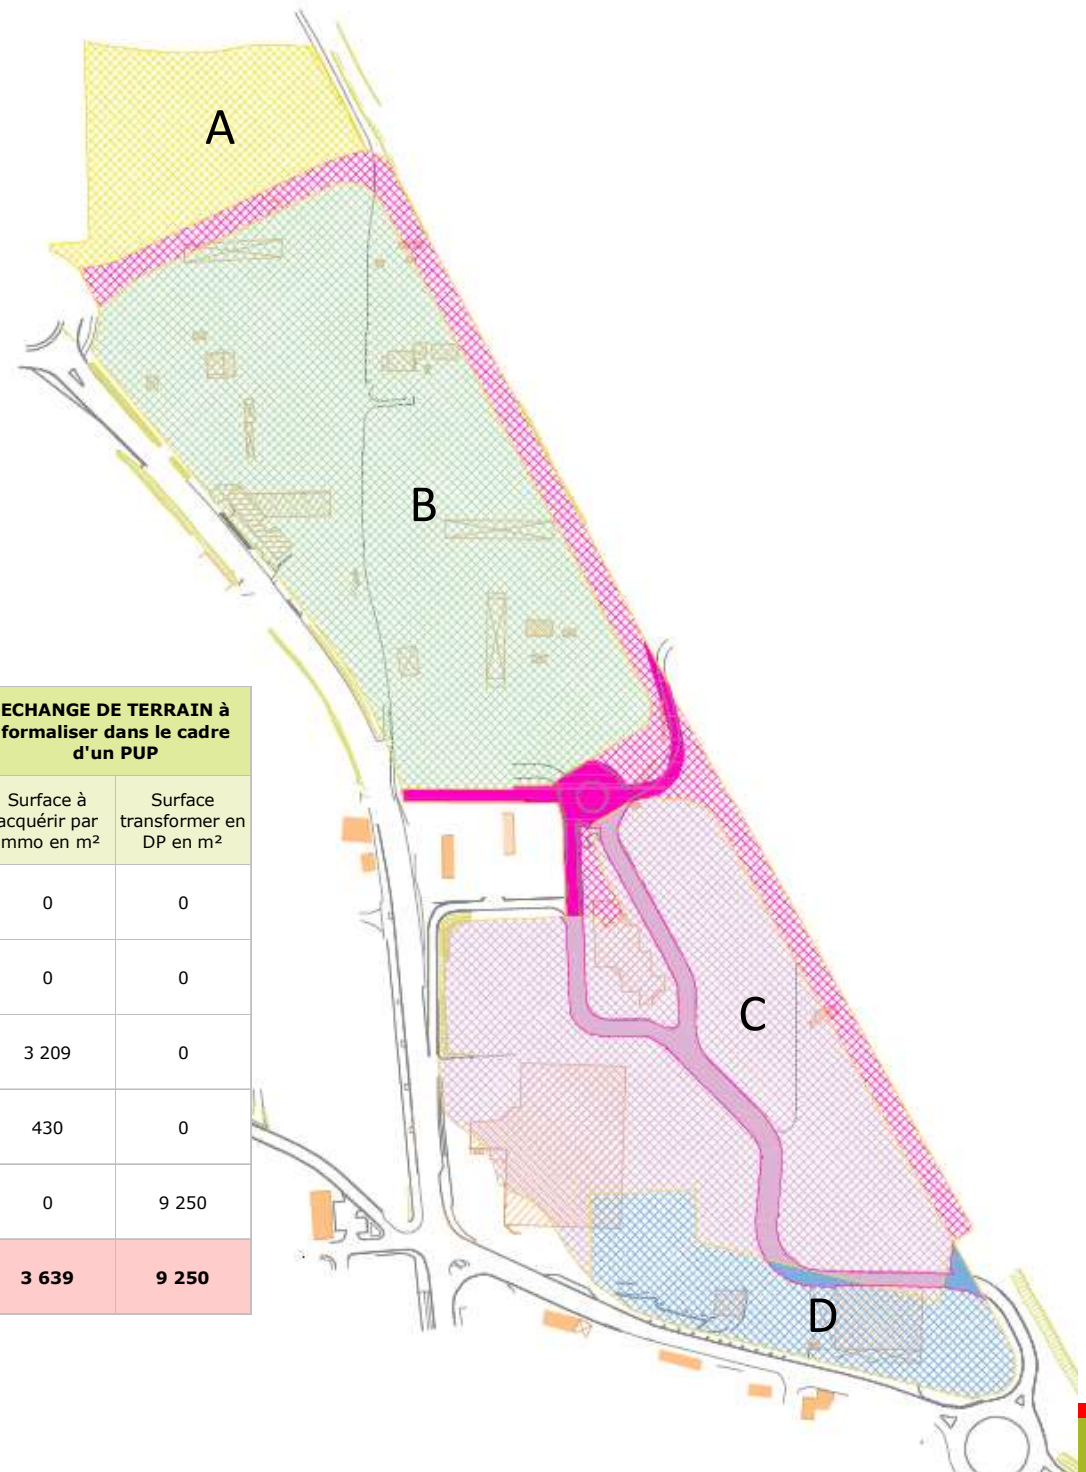 A
B
C
D
ECHANGE DE TERRAIN à
formaliser dans le cadre
d'un PUP
Surface à
acquérir par
mmo en m²
Surface
transformer en
DP en m²
0 0
0 0
3 209 0
430 0
0 9 250
3 639 9 250